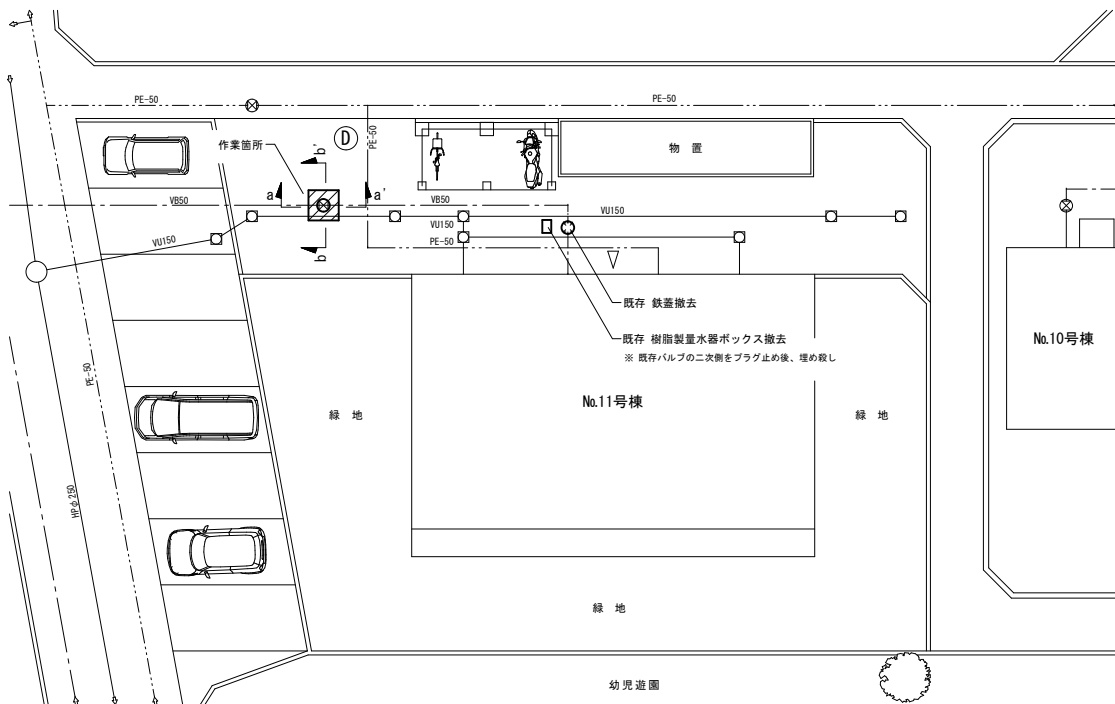 PE-50
PE-50
作業箇所
D
PE-50
b'
物 置
a
a'
VB50
VB50
VU150
VU150
VU150
PE-50
b
既存 鉄蓋撤去
既存 樹脂製量水器ボックス撤去
※ 既存バルブの二次側をプラグ止め後、埋め殺し
No.10号棟
PE-50
No.11号棟
緑 地
緑 地
HPφ250
緑 地
幼児遊園